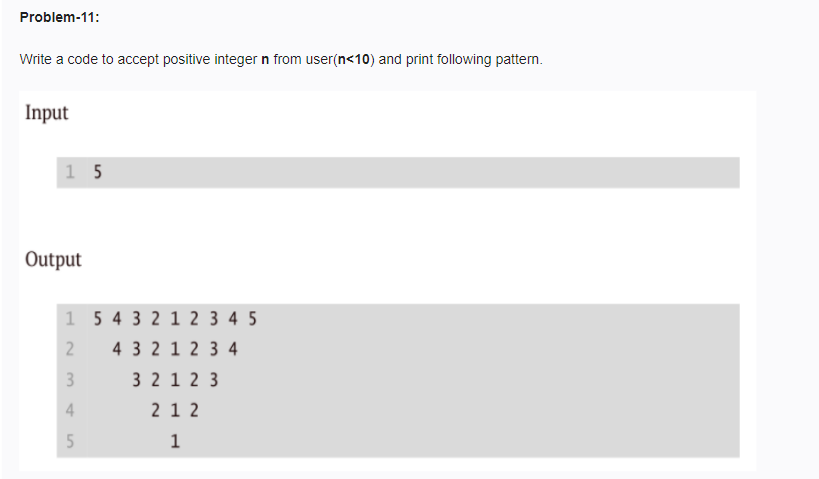 Problem-11:
Write a code to accept positive integer n from user(n<10) and print following pattern.
Input
1 5
Output
1 5 4 3 2 1 2 3 4 5
2 4 3 2 1 2 3 4
3 3 2 1 2 3
4 2 1 2
5 1